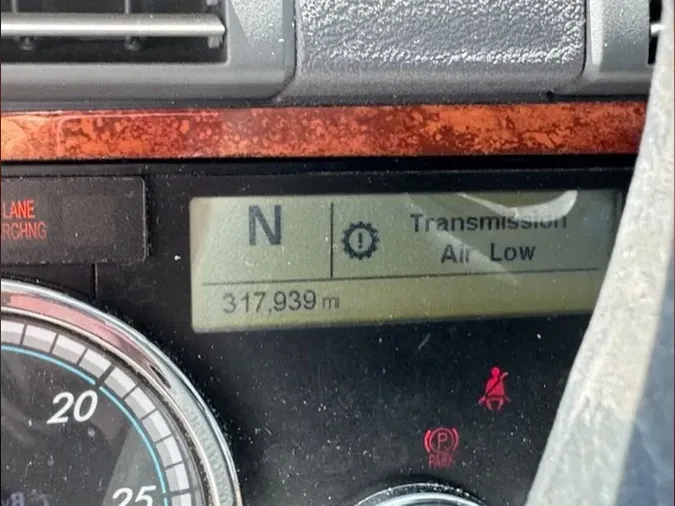 LANE
RCHNG
N
Transmission
Air Low
317,939 mi
20
25
P
PARK